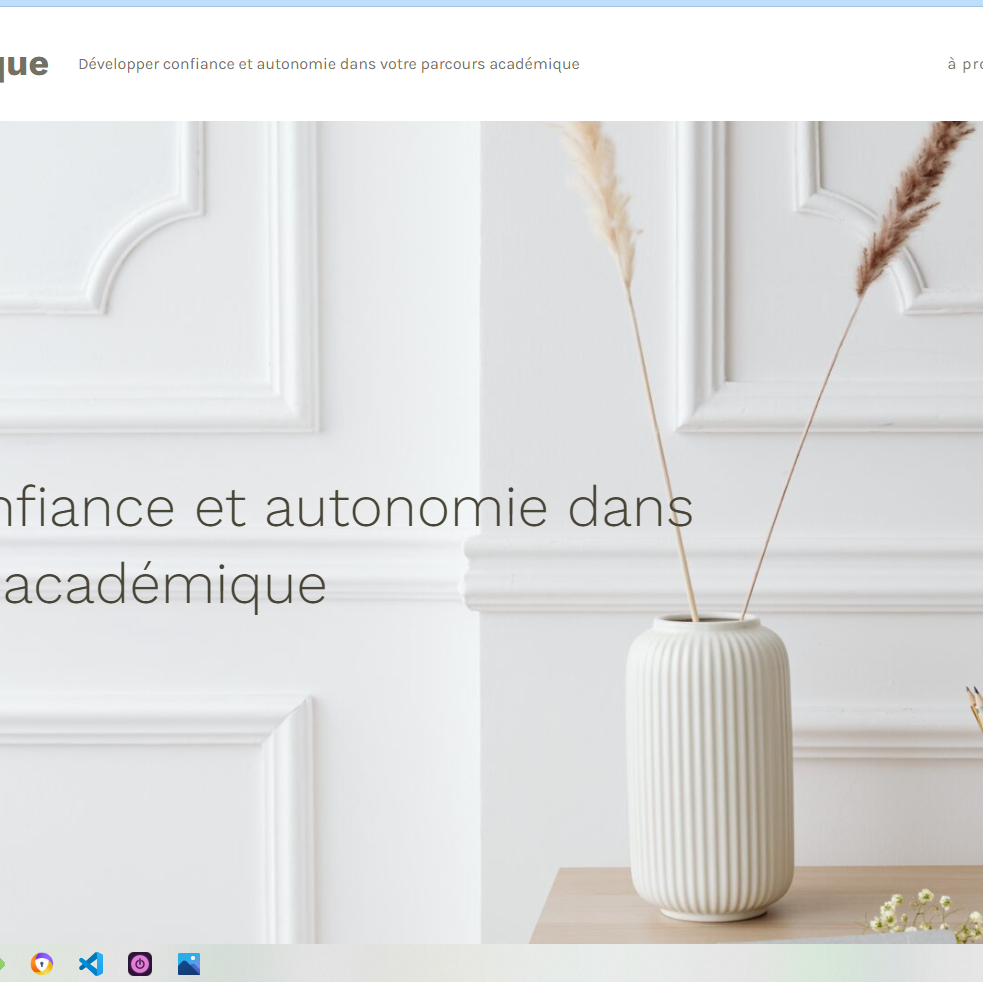 que Développer confiance et autonomie dans votre parcours académique à pro
nfiance et autonomie dans
académique